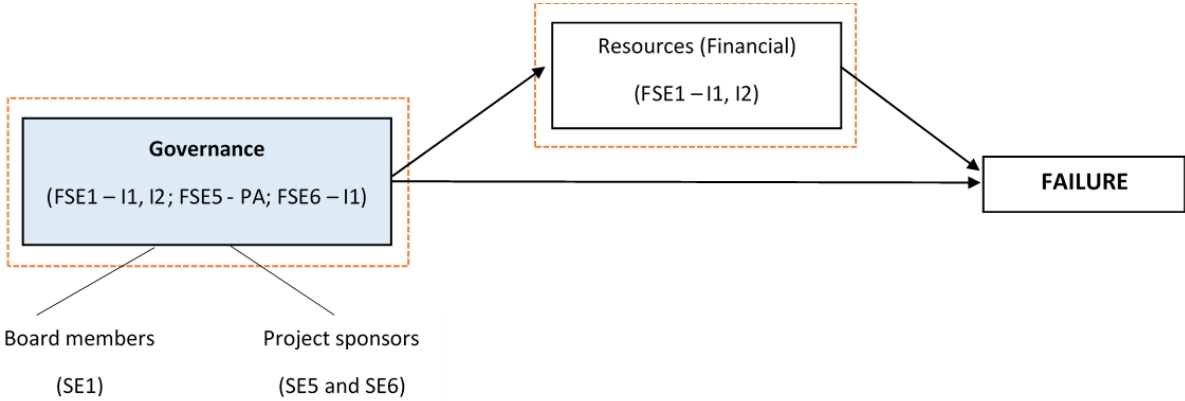 Resources (Financial)
(FSE1 – I1, I2)
Governance
(FSE1 – I1, I2; FSE5 - PA; FSE6 – I1)
FAILURE
Board members
(SE1)
Project sponsors
(SE5 and SE6)